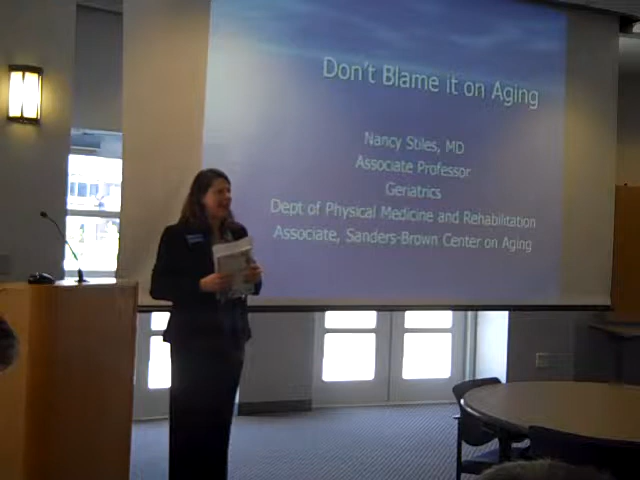 Don't Blame it on Aging
Nancy Stiles, MD
Associate Professor
Geriatrics
Dept of Physical Medicine and Rehabilitation
Associate, Sanders-Brown Center on Aging